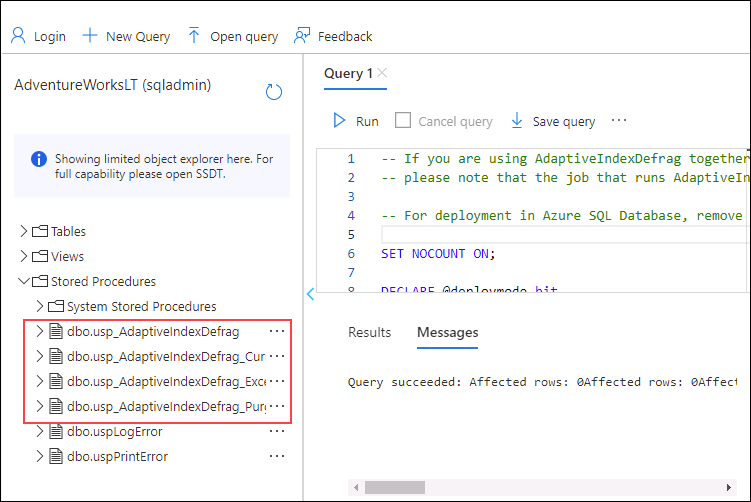 Login New Query Open query Feedback
AdventureWorksLT (sqladmin)
Showing limited object explorer here. For
full capability please open SSDT.
Tables
Views
Stored Procedures
System Stored Procedures
dbo.usp_AdaptiveIndexDefrag ...
dbo.usp_AdaptiveIndexDefrag_Cur ...
dbo.usp_AdaptiveIndexDefrag_Exce ...
dbo.usp_AdaptiveIndexDefrag_Purg ...
dbo.uspLogError ...
dbo.uspPrintError ...
Query 1
Run Cancel query Save query ...
1 -- If you are using AdaptiveIndexDefrag together
2 -- please note that the job that runs AdaptiveIn
3
4 -- For deployment in Azure SQL Database, remove
5
6 SET NOCOUNT ON;
7
8 DECLARE @deploymode bit
Results Messages
Query succeeded: Affected rows: 0Affected rows: 0Affect